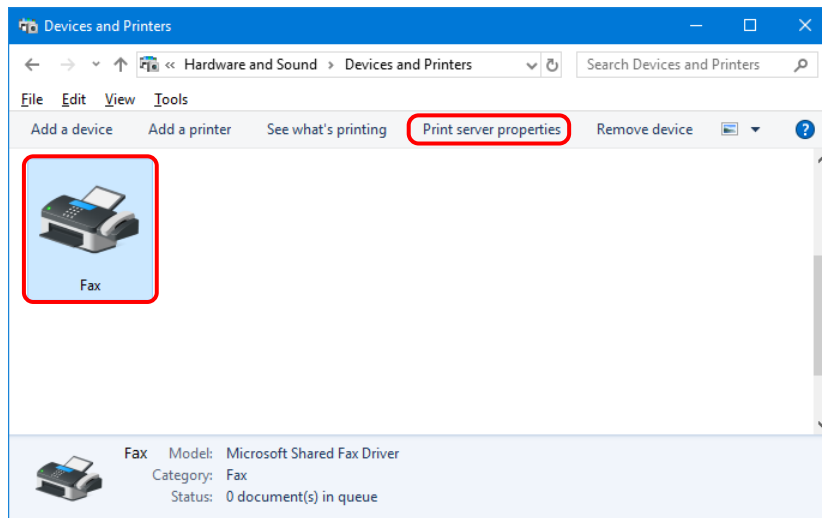 Devices and Printers
« Hardware and Sound › Devices and Printers Search Devices and Printers
File Edit View Tools
Add a device Add a printer See what's printing Print server properties Remove device ?
Fax
Fax Model: Microsoft Shared Fax Driver
Category: Fax
Status: 0 document(s) in queue